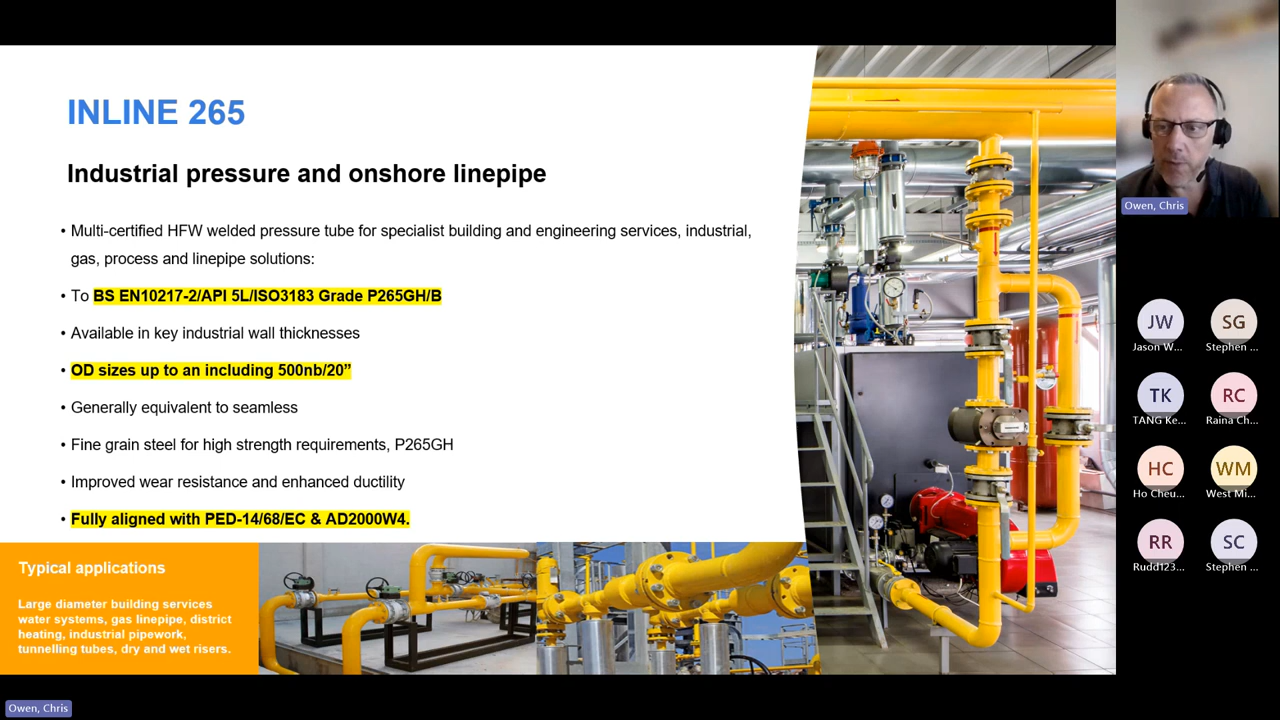 INLINE 265
Industrial pressure and onshore linepipe
• Multi-certified HFW welded pressure tube for specialist building and engineering services, industrial,
gas, process and linepipe solutions:
• To BS EN10217-2/API 5L/ISO3183 Grade P265GH/B
• Available in key industrial wall thicknesses
• OD sizes up to an including 500nb/20”
• Generally equivalent to seamless
• Fine grain steel for high strength requirements, P265GH
• Improved wear resistance and enhanced ductility
• Fully aligned with PED-14/68/EC & AD2000W4.
Typical applications
Large diameter building services
water systems, gas linepipe, district
heating, industrial pipework,
tunnelling tubes, dry and wet risers.
Owen, Chris
Owen, Chris
JW
Jason W...
SG
Stephen ...
TK
TANG Ke...
RC
Raina Ch...
HC
Ho Cheu...
WM
West Mi...
RR
Rudd123...
SC
Stephen ...